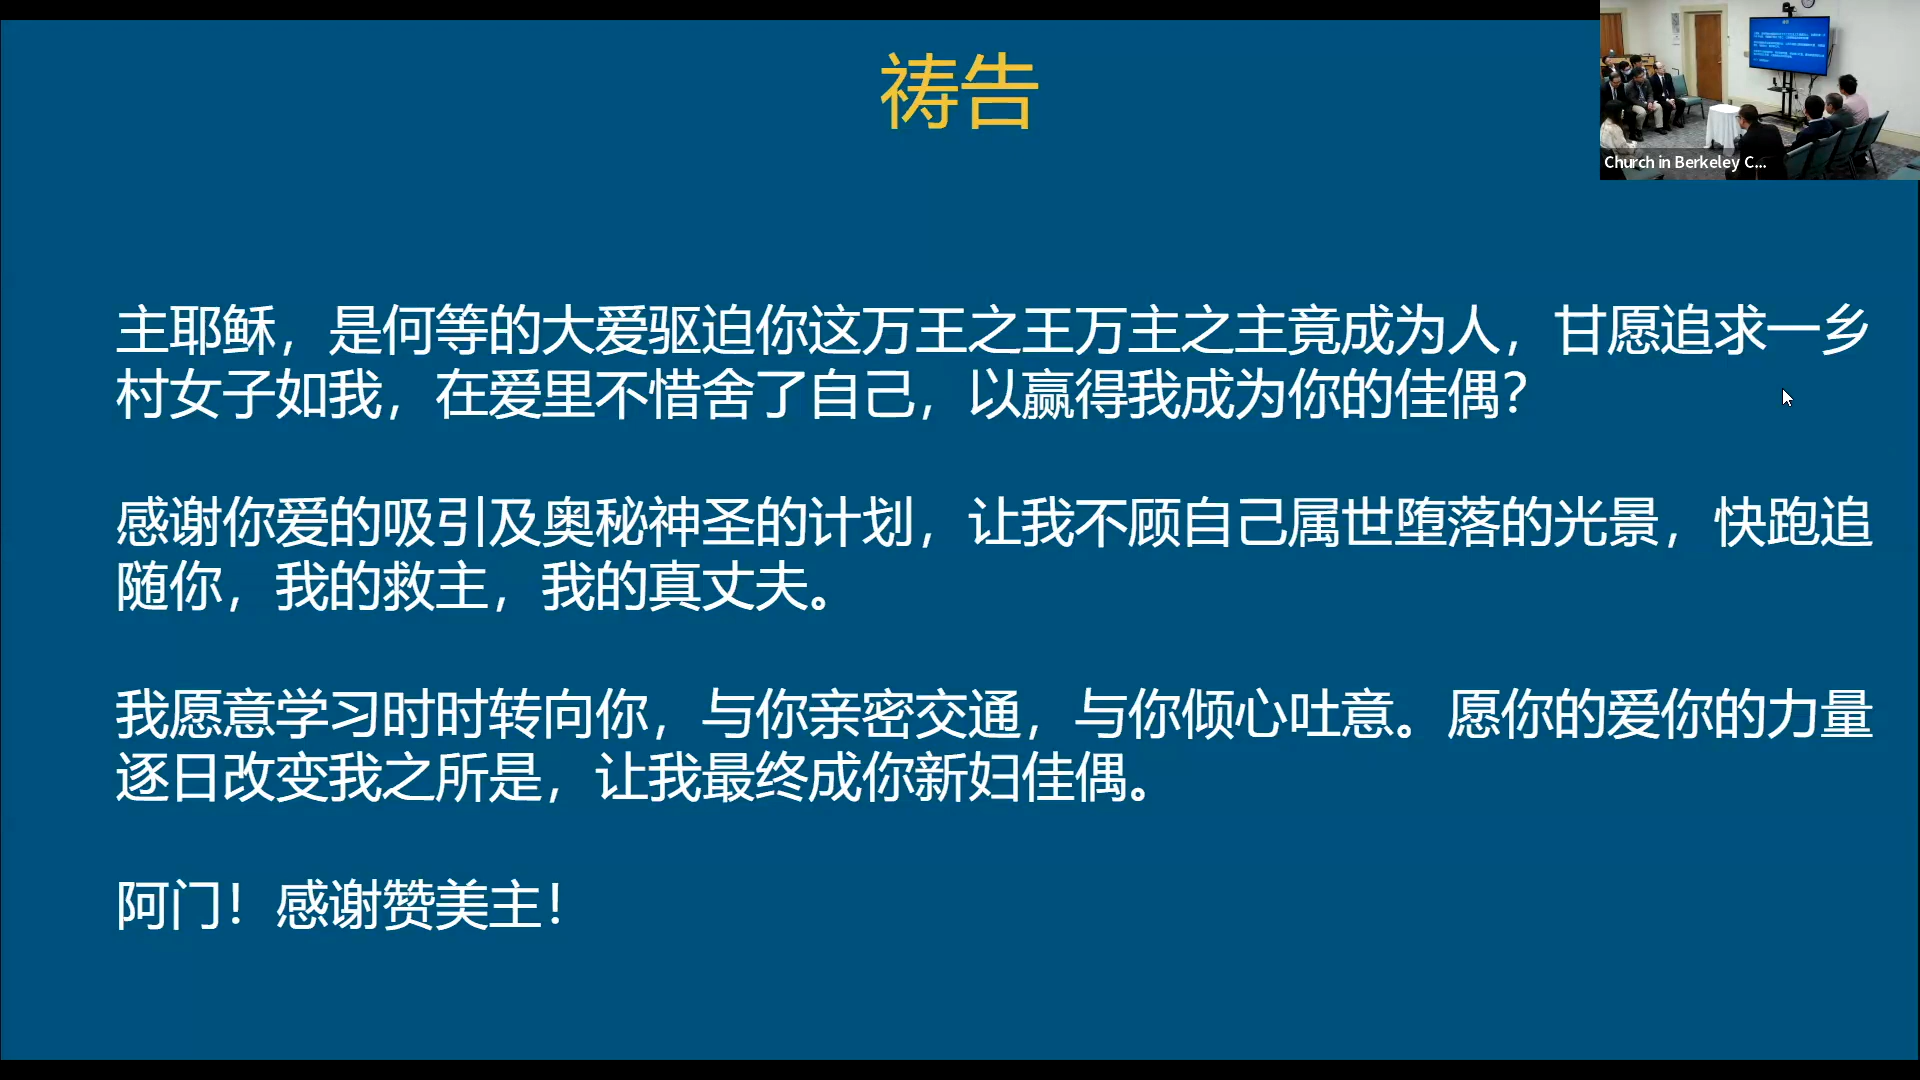 祷告
Church in Berkeley C...
主耶稣，是何等的大爱驱迫你这万王之王万主之主竟成为人，甘愿追求一乡
村女子如我，在爱里不惜舍了自己，以赢得我成为你的佳偶？
感谢你爱的吸引及奥秘神圣的计划，让我不顾自己属世堕落的光景，快跑追
随你，我的救主，我的真丈夫。
我愿意学习时时转向你，与你亲密交通，与你倾心吐意。愿你的爱你的力量
逐日改变我之所是，让我最终成你新妇佳偶。
阿门！感谢赞美主！